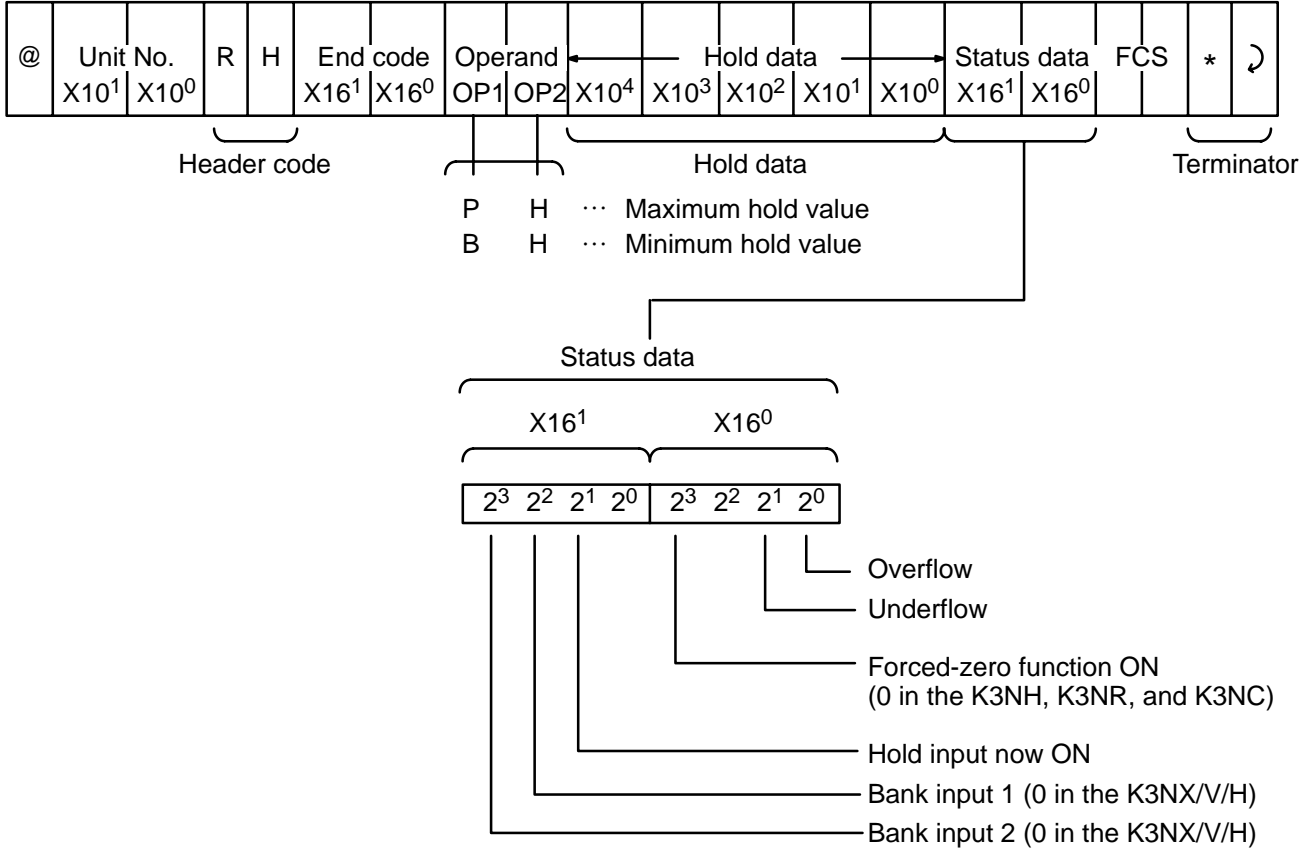 @ Unit No. R H End code Operand Hold data Status data FCS * ⤸
X10¹ X10⁰ X16¹ X16⁰ OP1 OP2 X10⁴ X10³ X10² X10¹ X10⁰ X16¹ X16⁰
Header code Hold data Terminator
P H ⋯ Maximum hold value
B H ⋯ Minimum hold value
Status data
X16¹ X16⁰
2³ 2² 2¹ 2⁰ 2³ 2² 2¹ 2⁰
Overflow
Underflow
Forced-zero function ON
(0 in the K3NH, K3NR, and K3NC)
Hold input now ON
Bank input 1 (0 in the K3NX/V/H)
Bank input 2 (0 in the K3NX/V/H)